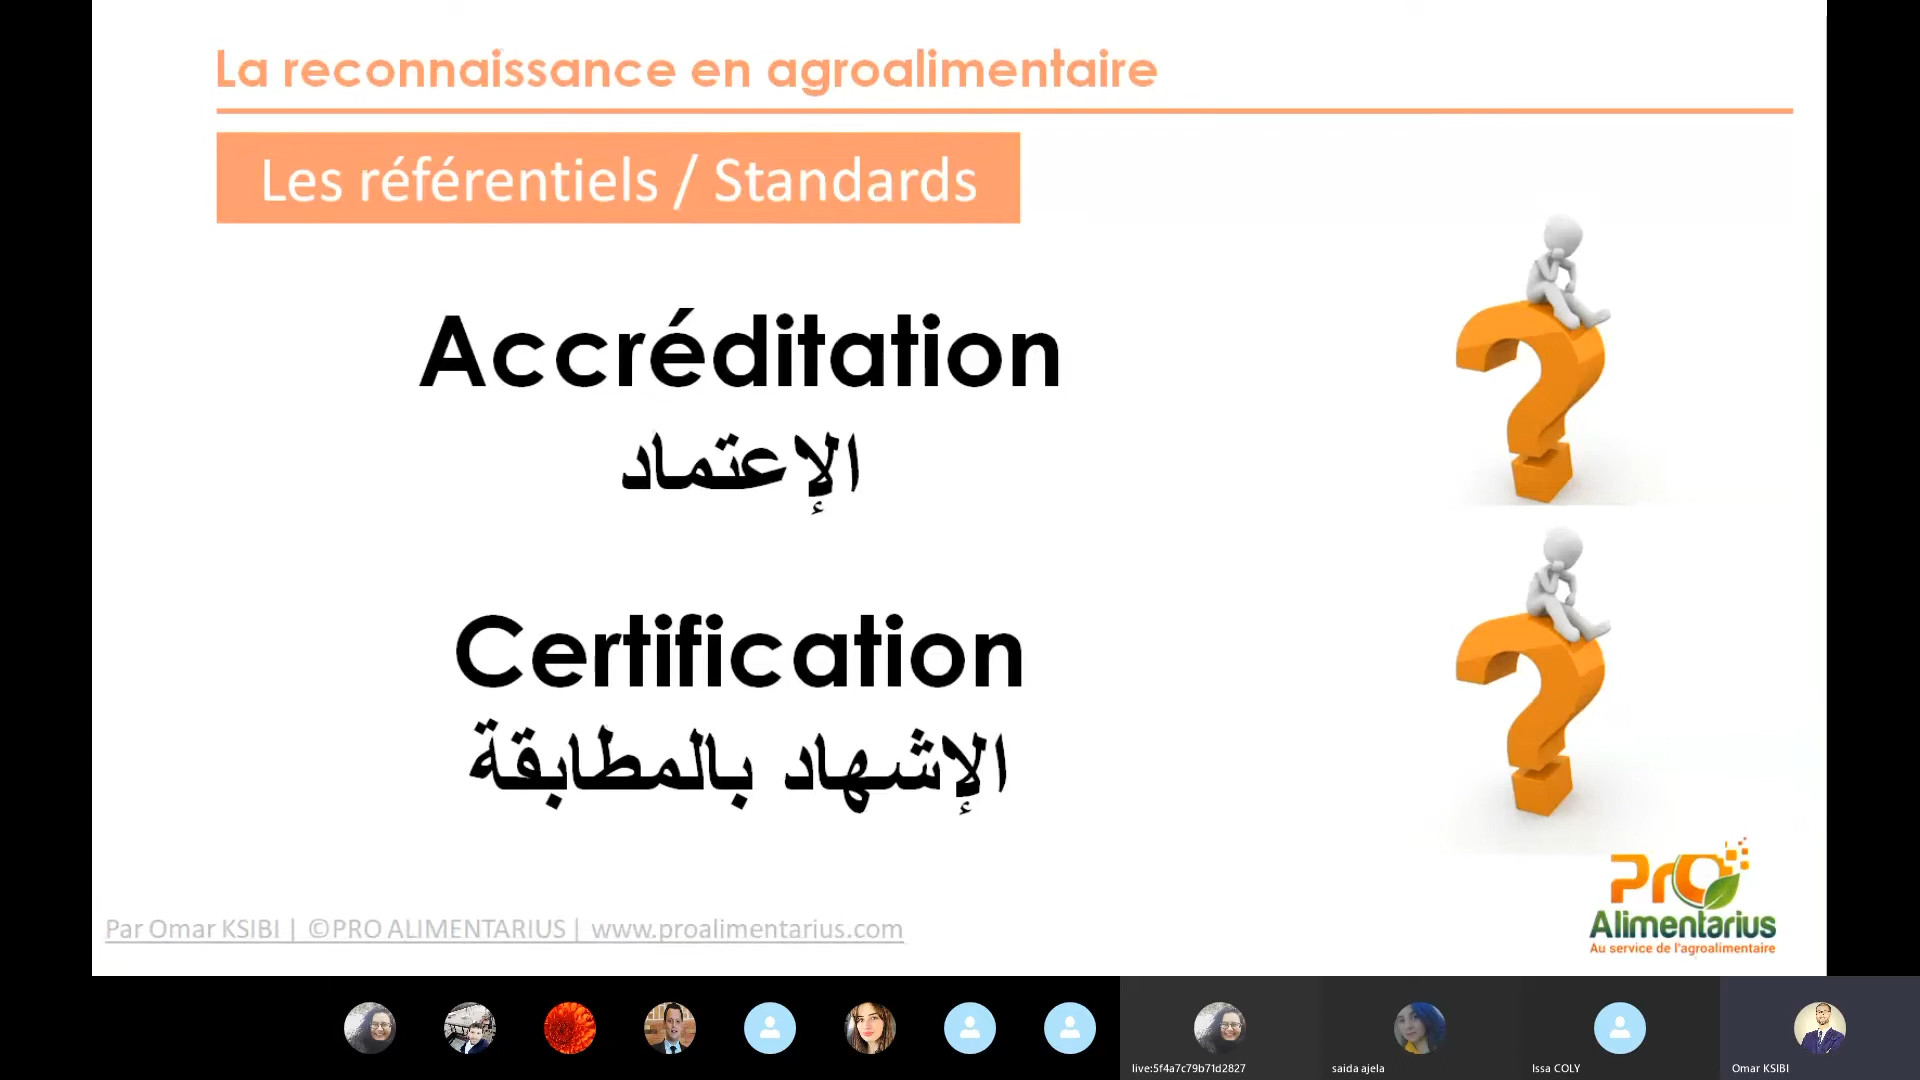 La reconnaissance en agroalimentaire
Les référentiels / Standards
Accréditation
الإعتماد
Certification
الإشهاد بالمطابقة
Par Omar KSIBI | ©PRO ALIMENTARIUS | www.proalimentarius.com
PrO
Alimentarius
Au service de l'agroalimentaire
live:5f4a7c79b71d2827
saida ajela
Issa COLY
Omar KSIBI